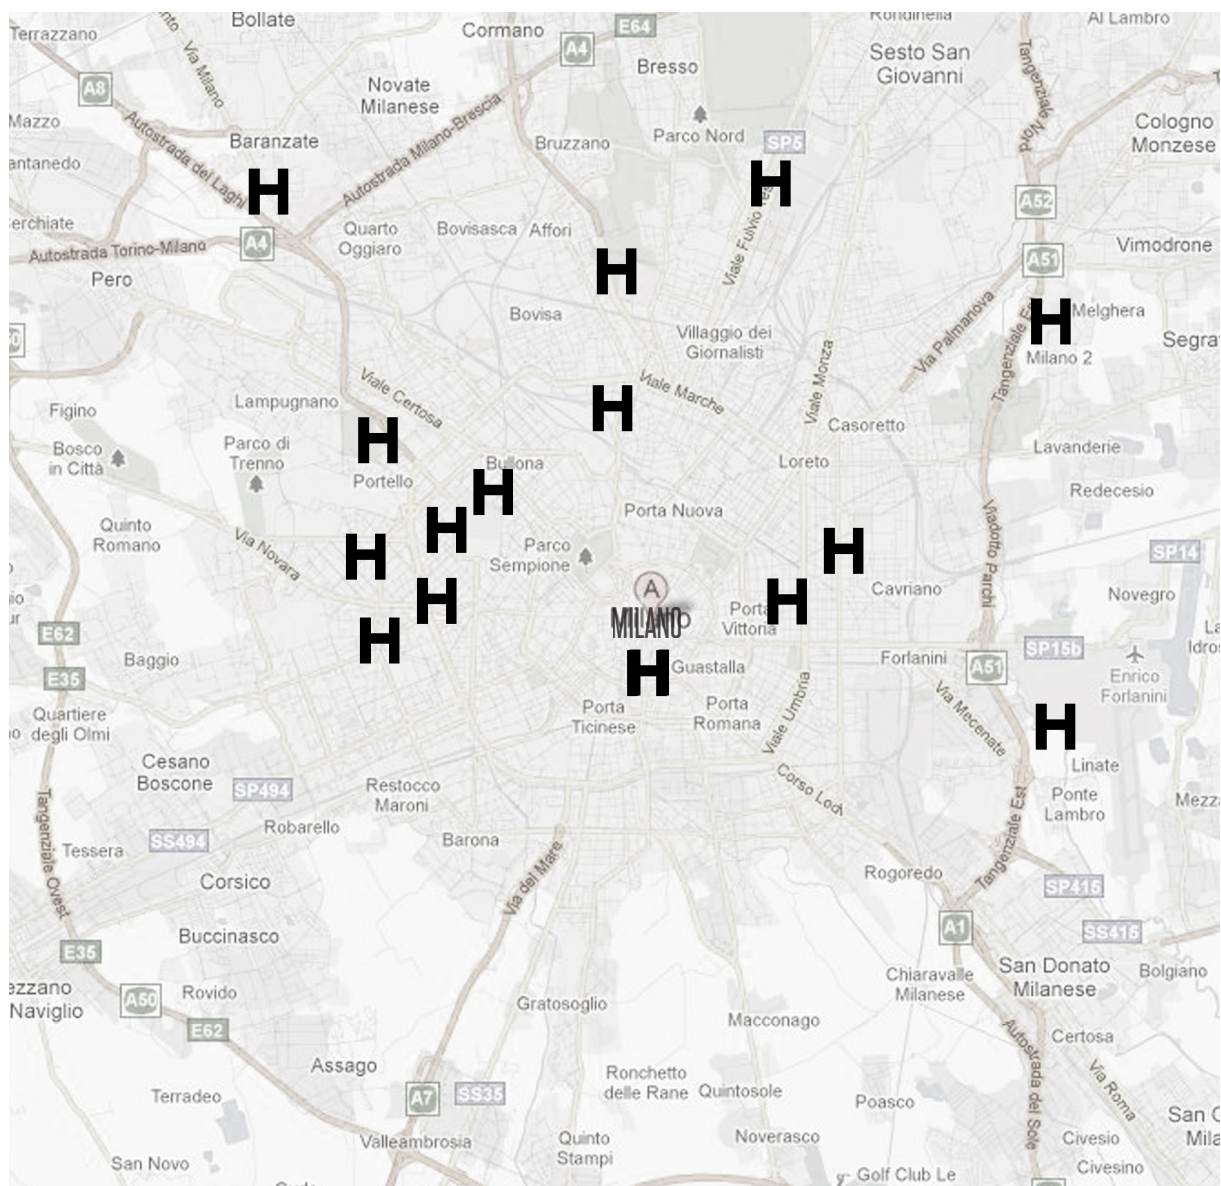 Bollate
Cormano
E64
Rondinella
Al Lambro
Terrazzano
Via Milano
A4
Sesto San
Giovanni
Tangenziale Nord
A8
Novate
Milanese
Bresso
Mazzo
Autostrada del Laghi
Baranzate
Autostrada Milano-Brescia
Bruzzano
Parco Nord
SP5
Cologno
Monzese
H
H
A52
Quarto
Oggiaro
Bovisasca
Affori
Autostrada Torino-Milano
A4
A51
Vimodrone
Pero
H
Bovisa
Villaggio dei
Giornalisti
Via Palmanova
H
Melghera
Milano 2
Viale Certosa
Viale Marche
Viale Monza
Figino
Lampugnano
H
Casoretto
Bosco
in Città
Parco di
Trenno
H
Portello
Loreto
Lavanderie
Redecesio
H
Porta Nuova
Quinto
Romano
Via Novara
H
H
Parco
Sempione
H
Viadotto Parchi
SP14
Cavriano
Novegro
A
MILANO
H
H
Porta
Vittoria
E62
H
Baggio
E35
H
Guastalla
Forlanini
A51
SP15b
Enrico
Forlanini
Quartiere
degli Olmi
Porta
Ticinese
Porta
Romana
Viale Umbria
Via Mecenate
H
Linate
Cesano
Boscone
SP494
Restocco
Maroni
Corso Lodi
Ponte
Lambro
Tangenziale Ovest
Tessera
SS494
Robarello
Barona
Tangenziale Est
Corsico
Via del Mare
Rogoredo
SP415
Buccinasco
A1
SS415
E35
A50
Rovido
E62
Gratosoglio
Macconago
Chiaravalle
Milanese
San Donato
Milanese
Bolgiano
Naviglio
Assago
Certosa
Autostrada del Sole
Via Roma
Terradeo
A7
SS35
Ronchetto
delle Rane
Quintosole
Poasco
Valleambrosia
Quinto
Stampi
Noverasco
Civesio
San Novo
Golf Club Le
Civesino